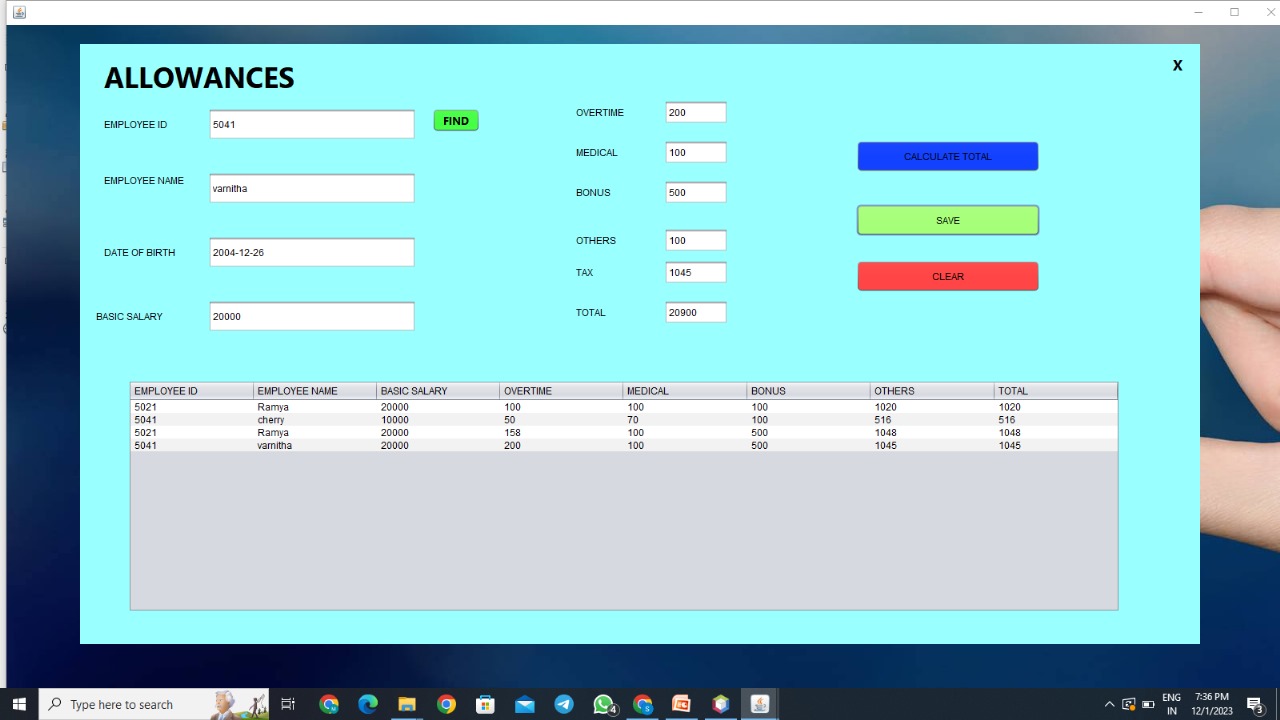 X
ALLOWANCES
EMPLOYEE ID 5041 FIND
OVERTIME 200
MEDICAL 100
CALCULATE TOTAL
EMPLOYEE NAME varnitha
BONUS 500
SAVE
OTHERS 100
DATE OF BIRTH 2004-12-26
TAX 1045
CLEAR
BASIC SALARY 20000
TOTAL 20900
EMPLOYEE ID EMPLOYEE NAME BASIC SALARY OVERTIME MEDICAL BONUS OTHERS TOTAL
5021 Ramya 20000 100 100 100 1020 1020
5041 cherry 10000 50 70 100 516 516
5021 Ramya 20000 158 100 500 1048 1048
5041 varnitha 20000 200 100 500 1045 1045
Type here to search
4
ENG
IN
7:36 PM
12/1/2023
3